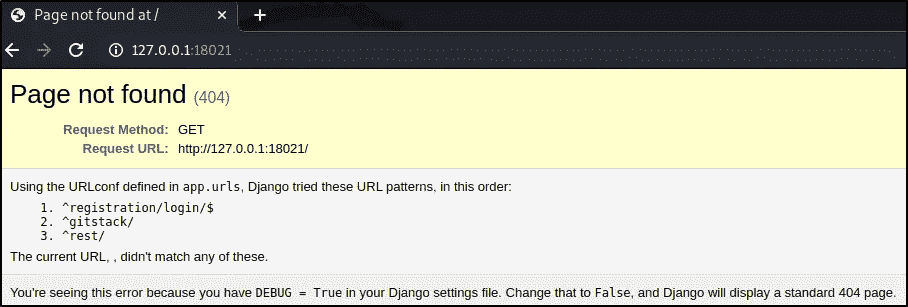 Page not found at /
127.0.0.1:18021
Page not found (404)
Request Method: GET
Request URL: http://127.0.0.1:18021/
Using the URLconf defined in app.urls, Django tried these URL patterns, in this order:
1. ^registration/login/$
2. ^gitstack/
3. ^rest/
The current URL, , didn't match any of these.
You're seeing this error because you have DEBUG = True in your Django settings file. Change that to False, and Django will display a standard 404 page.